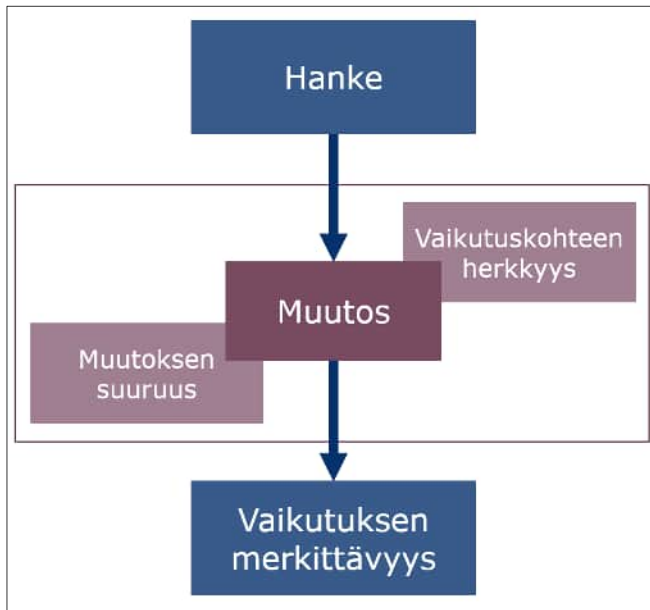 Hanke
Vaikutuskohteen
herkkyys
Muutos
Muutoksen
suuruus
Vaikutuksen
merkittävyys